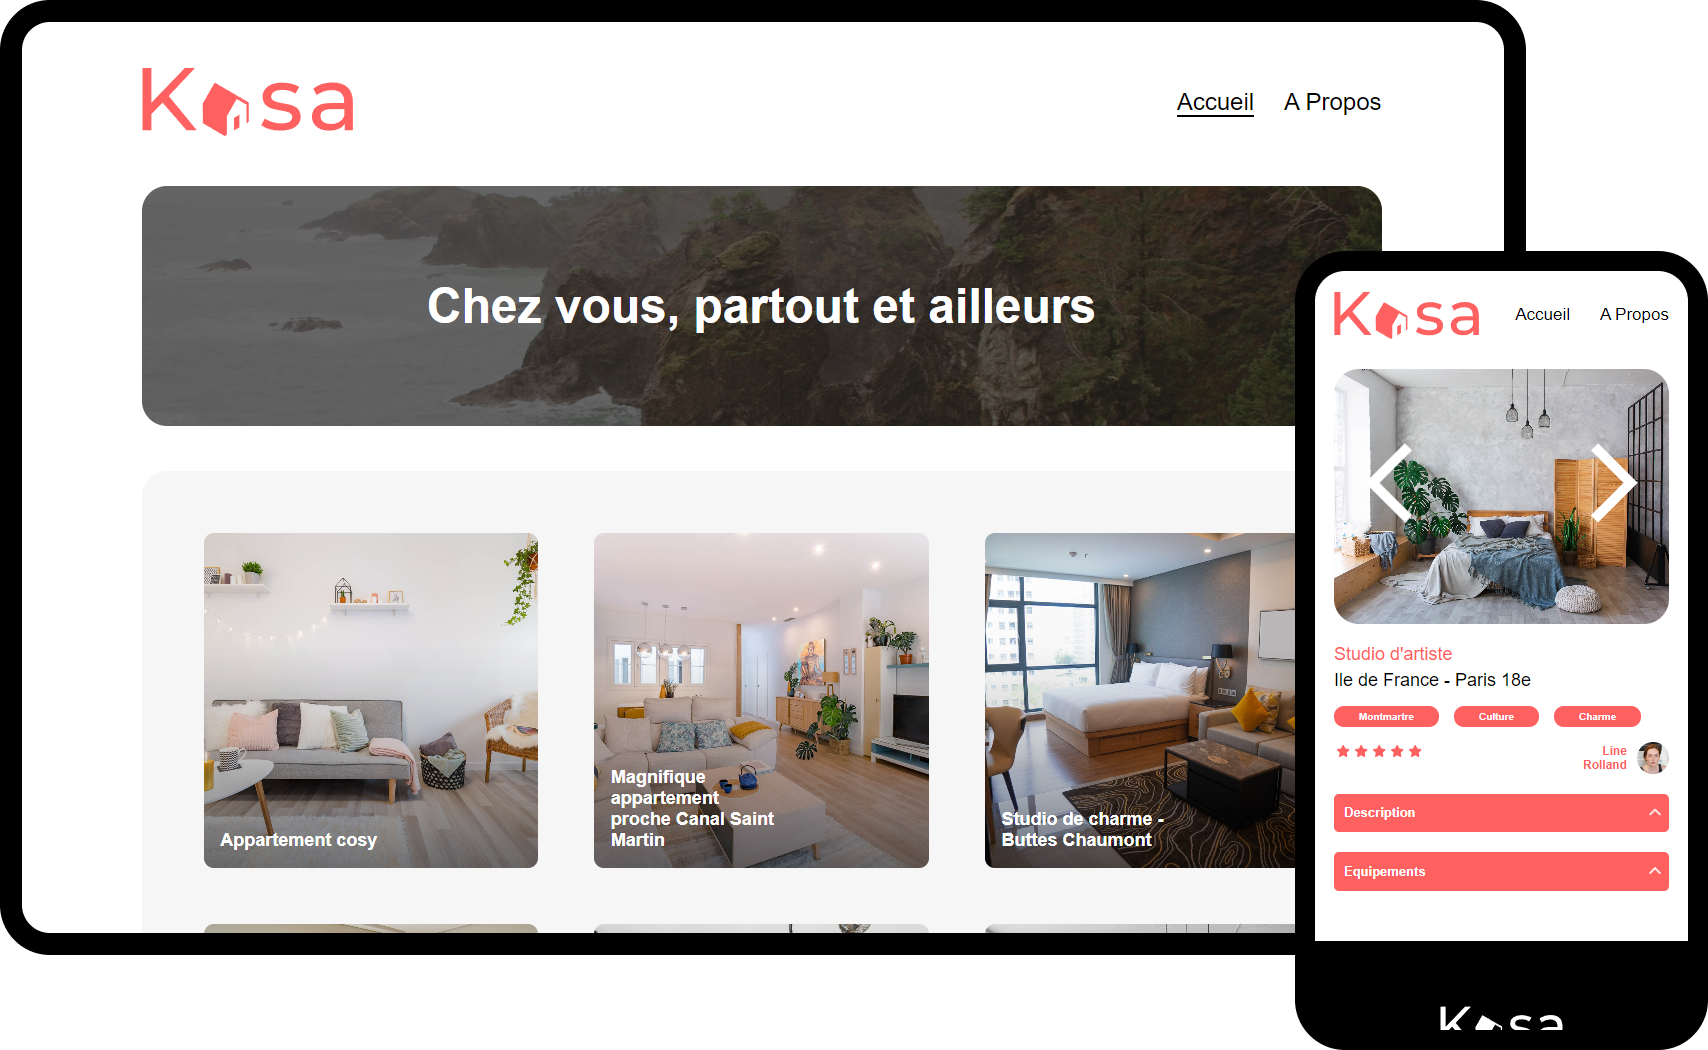 Kasa
Accueil A Propos
Chez vous, partout et ailleurs
Appartement cosy
Magnifique
appartement
proche Canal Saint
Martin
Studio de charme -
Buttes Chaumont
Kasa
Accueil A Propos
Studio d'artiste
Ile de France - Paris 18e
Montmartre Culture Charme
Line
Rolland
Description
Equipements
Kasa